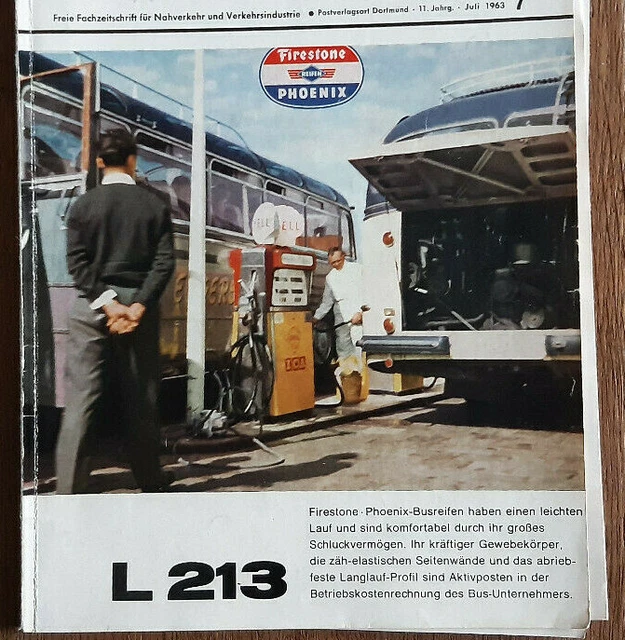 Freie Fachzeitschrift für Nahverkehr und Verkehrsindustrie ● Postverlagsort Dortmund · 11. Jahrg. · Juli 1963 7
Firestone
REIFEN
PHOENIX
SHELL
L 213
Firestone · Phoenix-Busreifen haben einen leichten
Lauf und sind komfortabel durch ihr großes
Schluckvermögen. Ihr kräftiger Gewebekörper,
die zäh-elastischen Seitenwände und das abrieb-
feste Langlauf-Profil sind Aktivposten in der
Betriebskostenrechnung des Bus-Unternehmers.